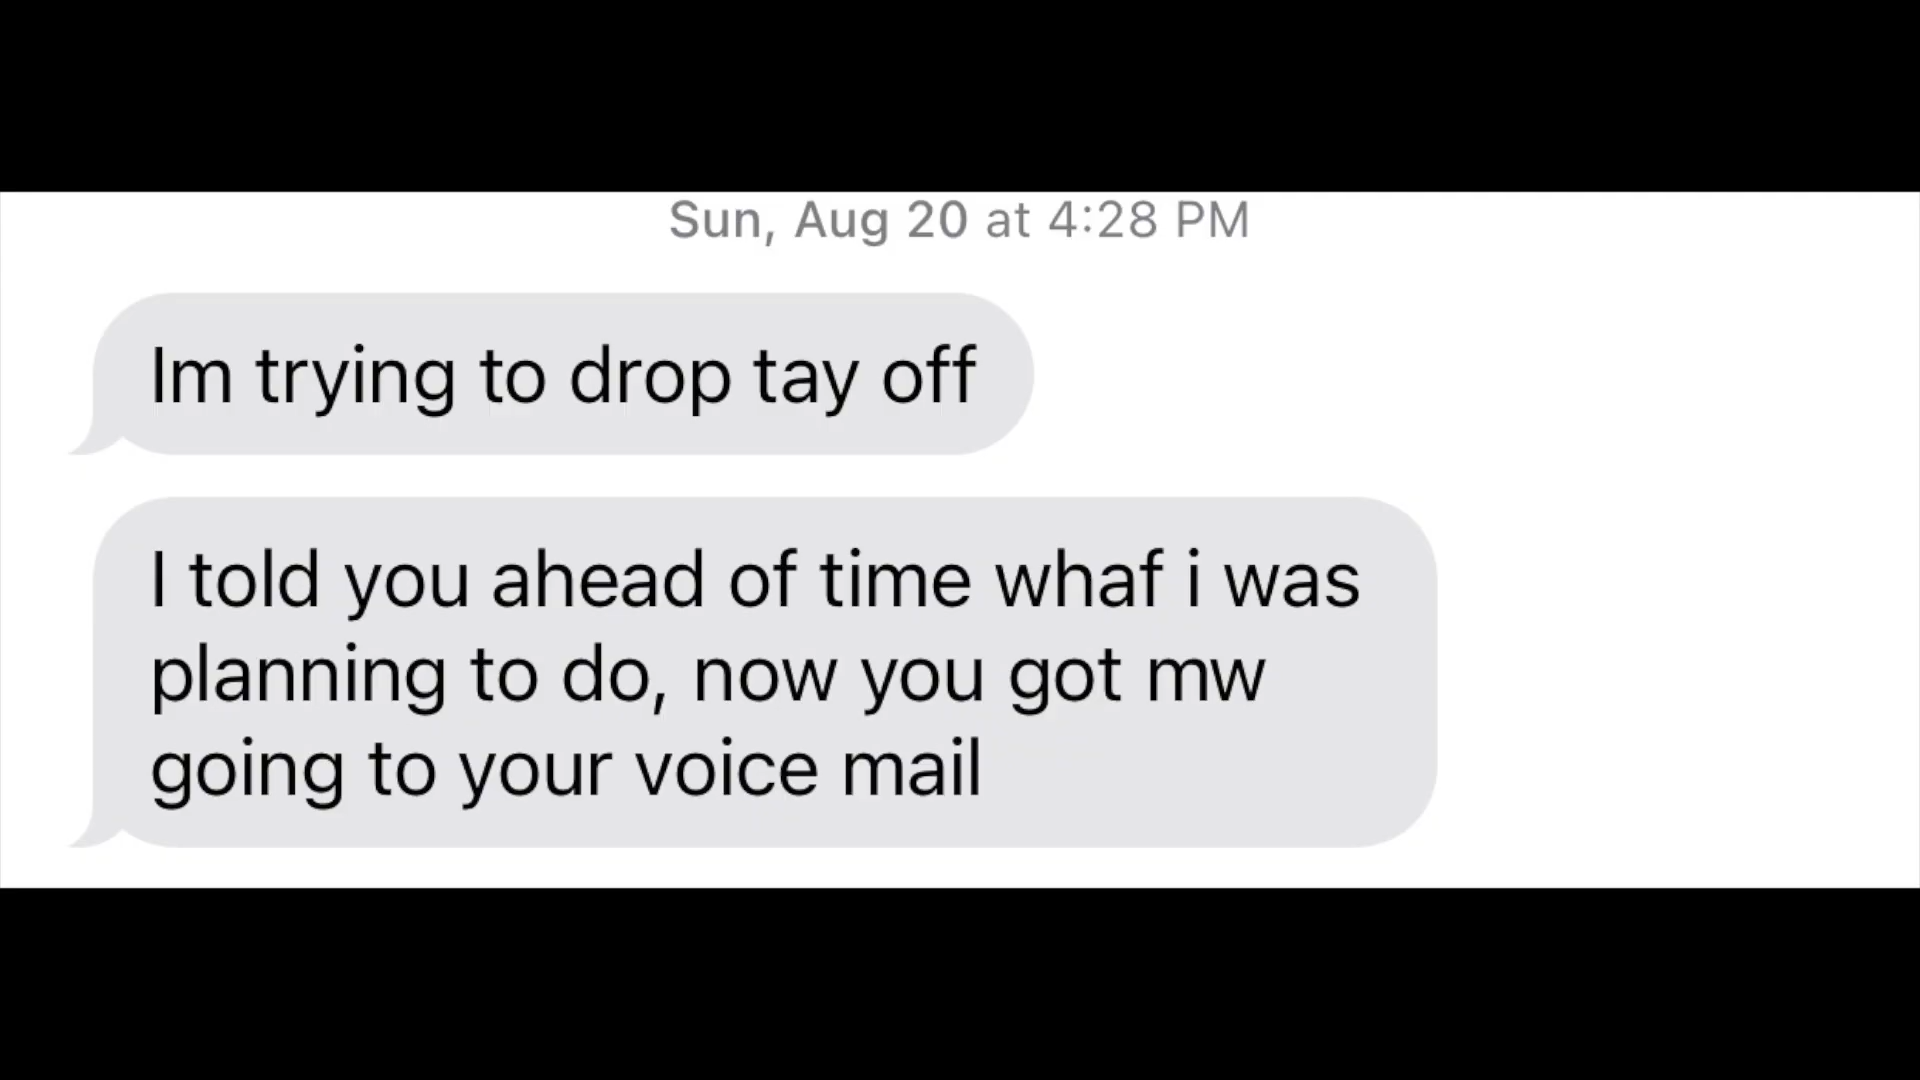 Sun, Aug 20 at 4:28 PM
Im trying to drop tay off
I told you ahead of time whaf i was
planning to do, now you got mw
going to your voice mail